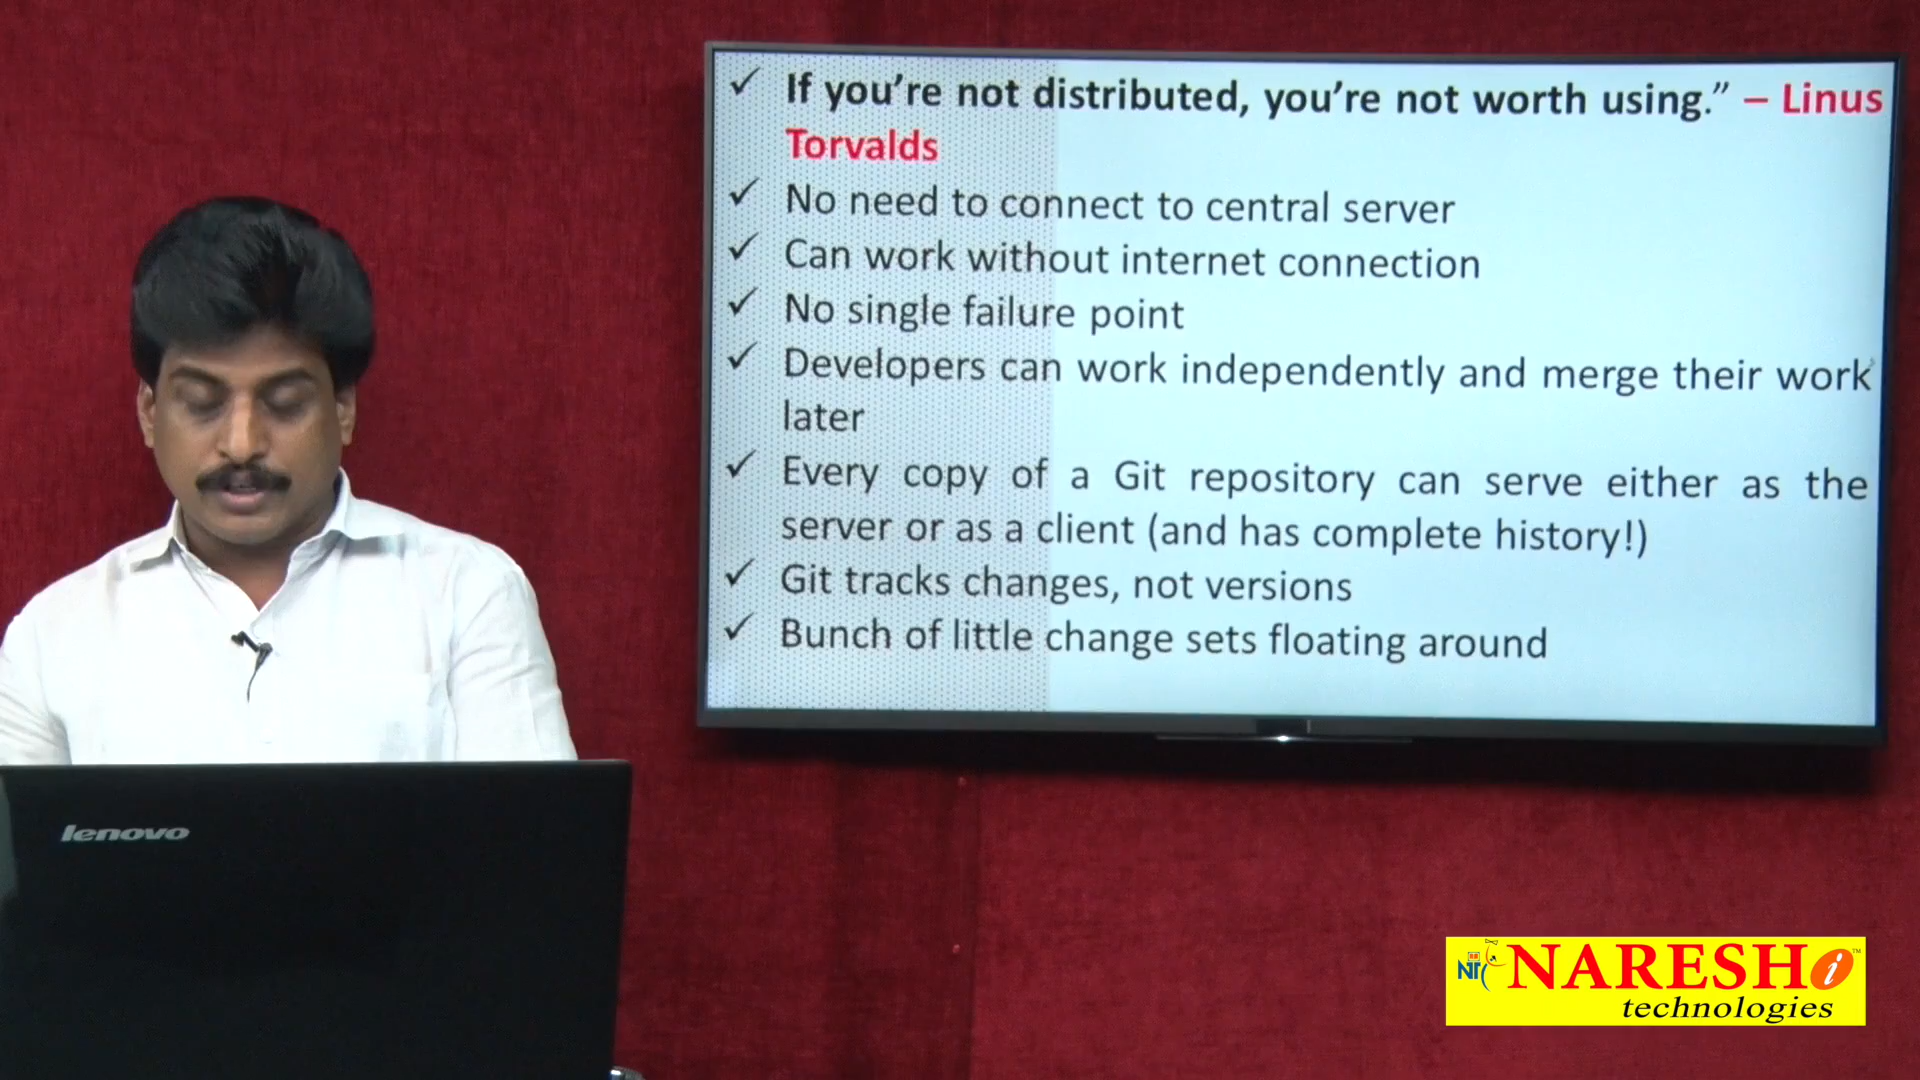 ✓ If you’re not distributed, you’re not worth using.” – Linus
Torvalds
✓ No need to connect to central server
✓ Can work without internet connection
✓ No single failure point
✓ Developers can work independently and merge their work
later
✓ Every copy of a Git repository can serve either as the
server or as a client (and has complete history!)
✓ Git tracks changes, not versions
✓ Bunch of little change sets floating around
lenovo
NT NARESH i ™
technologies